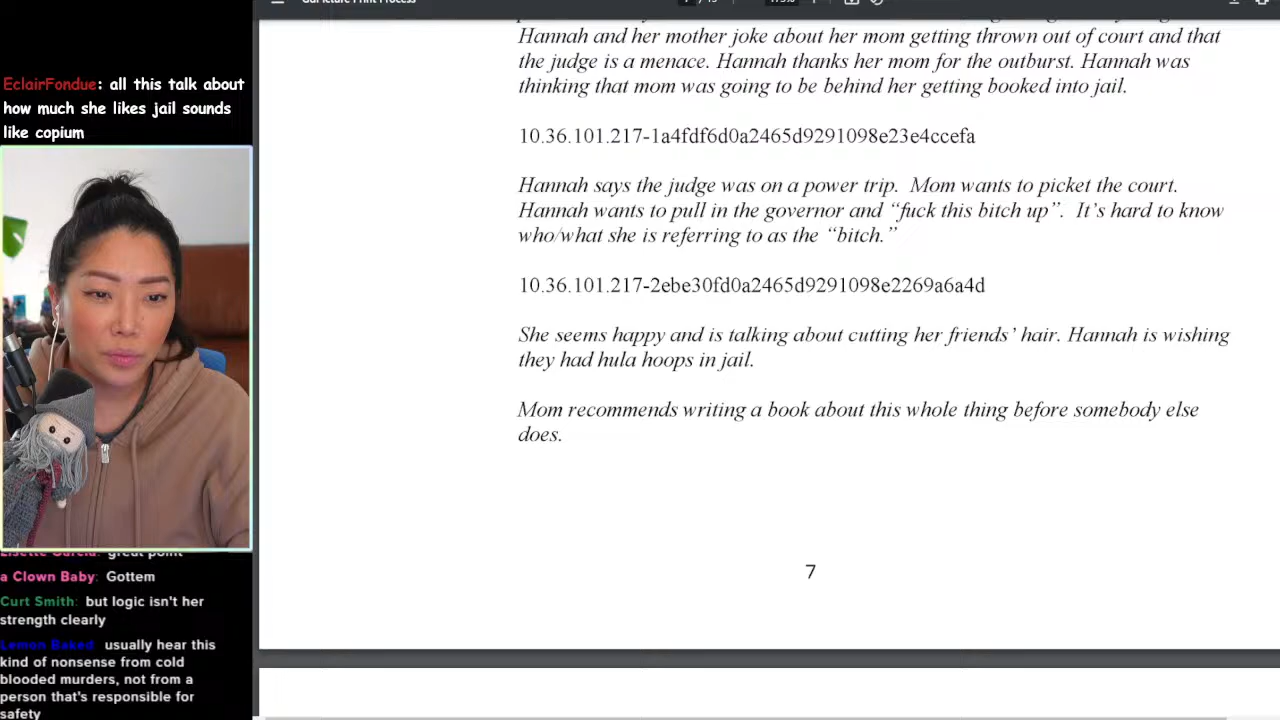 EclairFondue: all this talk about
how much she likes jail sounds
like copium
great point
a Clown Baby: Gottem
Curt Smith: but logic isn't her
strength clearly
Lemon Baked usually hear this
kind of nonsense from cold
blooded murders, not from a
person that's responsible for
safety
Hannah and her mother joke about her mom getting thrown out of court and that
the judge is a menace. Hannah thanks her mom for the outburst. Hannah was
thinking that mom was going to be behind her getting booked into jail.
10.36.101.217-1a4fdf6d0a2465d9291098e23e4ccefa
Hannah says the judge was on a power trip. Mom wants to picket the court.
Hannah wants to pull in the governor and “fuck this bitch up”. It’s hard to know
who/what she is referring to as the “bitch.”
10.36.101.217-2ebe30fd0a2465d9291098e2269a6a4d
She seems happy and is talking about cutting her friends’ hair. Hannah is wishing
they had hula hoops in jail.
Mom recommends writing a book about this whole thing before somebody else
does.
7